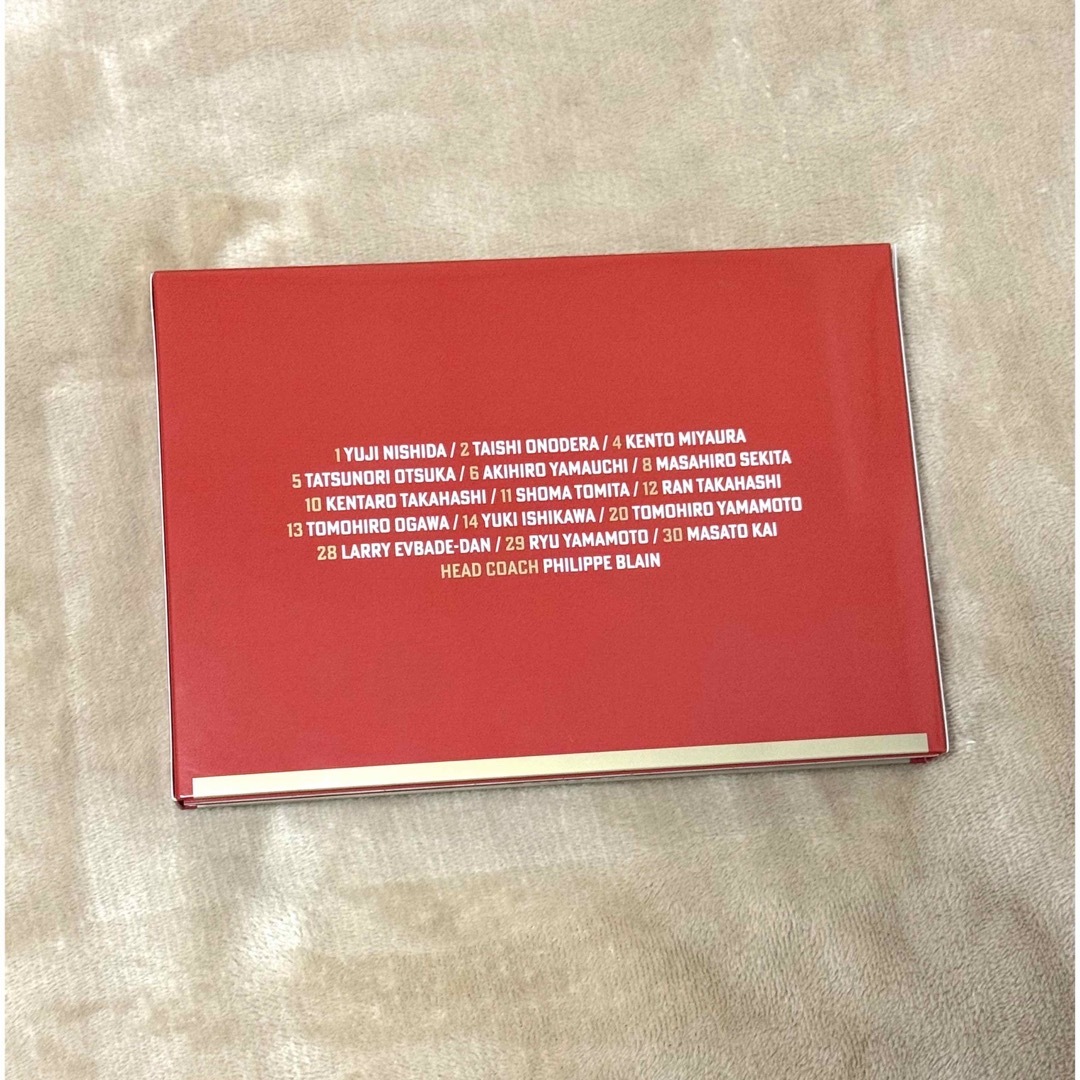 1 YUJI NISHIDA / 2 TAISHI ONODERA / 4 KENTO MIYAURA
5 TATSUNORI OTSUKA / 6 AKIHIRO YAMAUCHI / 8 MASAHIRO SEKITA
10 KENTARO TAKAHASHI / 11 SHOMA TOMITA / 12 RAN TAKAHASHI
13 TOMOHIRO OGAWA / 14 YUKI ISHIKAWA / 20 TOMOHIRO YAMAMOTO
28 LARRY EVBADE-DAN / 29 RYU YAMAMOTO / 30 MASATO KAI
HEAD COACH PHILIPPE BLAIN